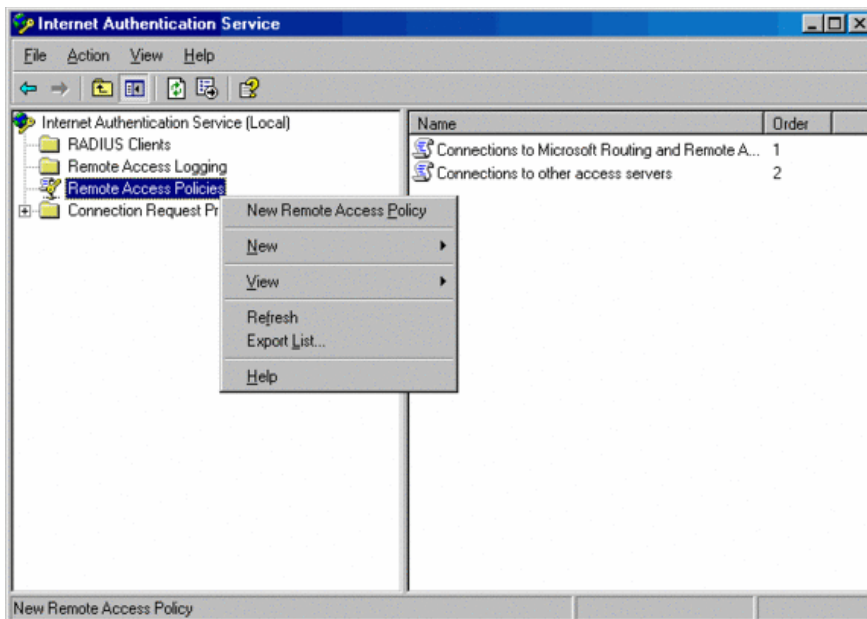 Internet Authentication Service
File Action View Help
Internet Authentication Service (Local)
RADIUS Clients
Remote Access Logging
Remote Access Policies
Connection Request Pr
New Remote Access Policy
New
View
Refresh
Export List...
Help
Name Order
Connections to Microsoft Routing and Remote A... 1
Connections to other access servers 2
New Remote Access Policy